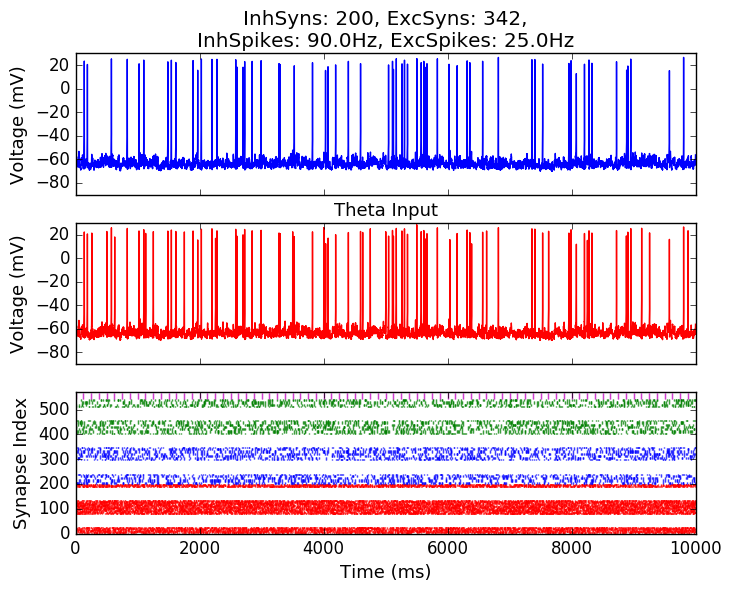 InhSyns: 200, ExcSyns: 342,
InhSpikes: 90.0Hz, ExcSpikes: 25.0Hz
Voltage (mV)
20
0
−20
−40
−60
−80
Theta Input
Voltage (mV)
20
0
−20
−40
−60
−80
Synapse Index
500
400
300
200
100
0
0 2000 4000 6000 8000 10000
Time (ms)